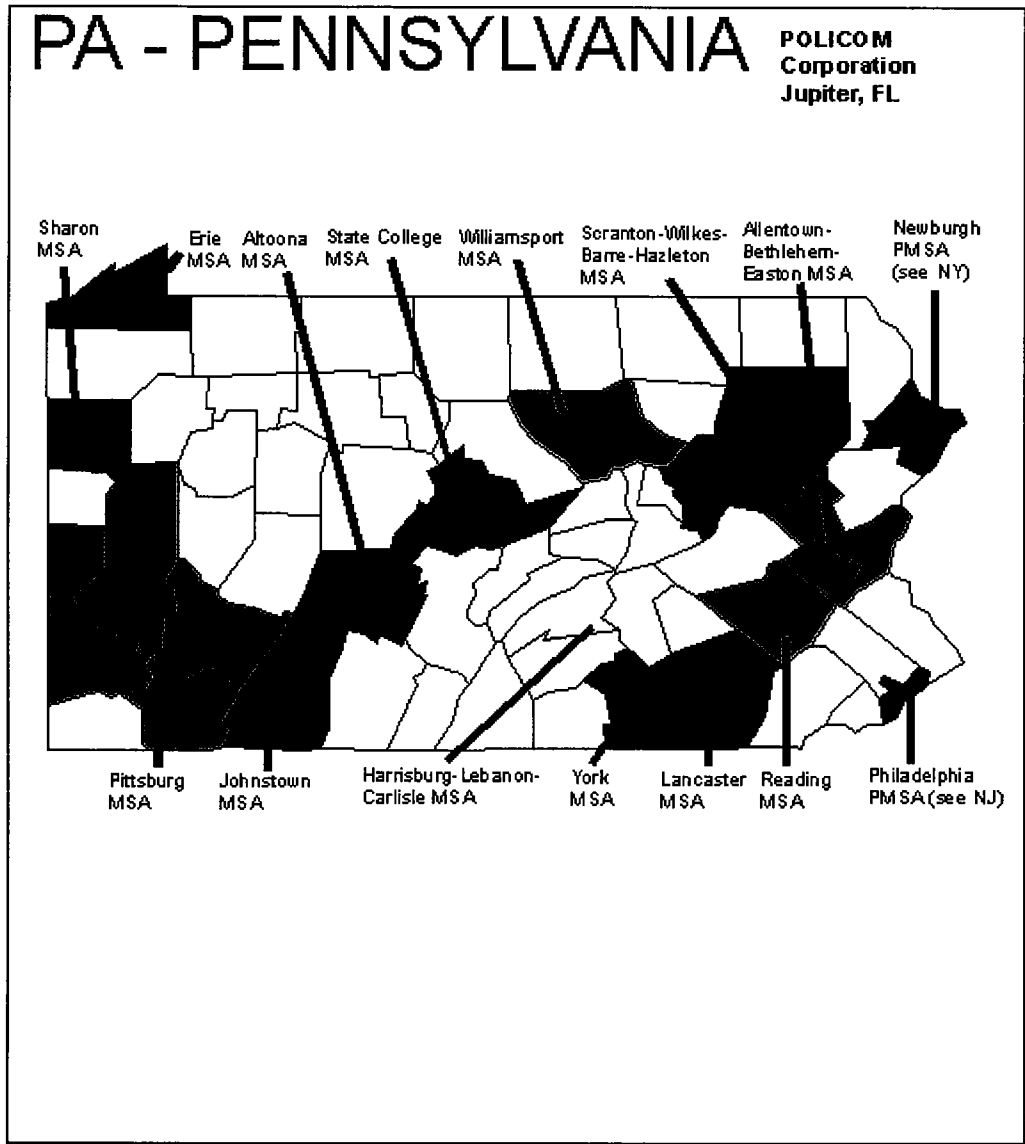 PA - PENNSYLVANIA
POLICOM
Corporation
Jupiter, FL
Sharon
MSA
Erie
MSA
Altoona
MSA
State College
MSA
Williamsport
MSA
Scranton-Wilkes-
Barre-Hazleton
MSA
Allentown-
Bethlehem-
Easton MSA
Newburgh
PMSA
(see NY)
Pittsburg
MSA
Johnstown
MSA
Harrisburg-Lebanon-
Carlisle MSA
York
MSA
Lancaster
MSA
Reading
MSA
Philadelphia
PMSA (see NJ)